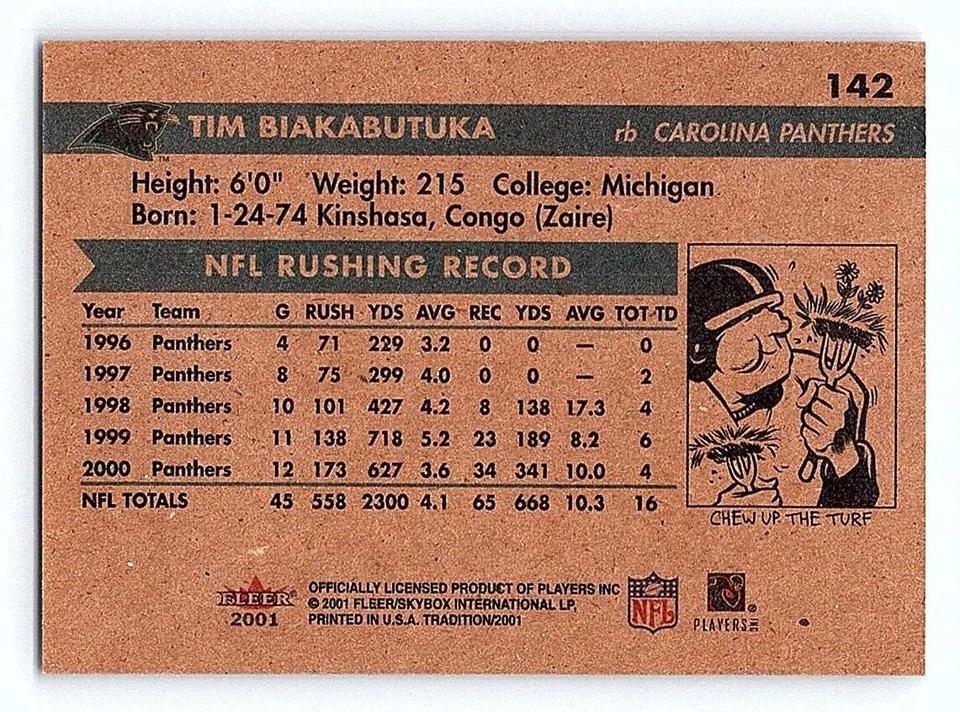 142
TIM BIAKABUTUKA rb CAROLINA PANTHERS
TM
Height: 6'0" Weight: 215 College: Michigan
Born: 1-24-74 Kinshasa, Congo (Zaire)
NFL RUSHING RECORD
Year Team G RUSH YDS AVG REC YDS AVG TOT-TD
1996 Panthers 4 71 229 3.2 0 0 — 0
1997 Panthers 8 75 299 4.0 0 0 — 2
1998 Panthers 10 101 427 4.2 8 138 17.3 4
1999 Panthers 11 138 718 5.2 23 189 8.2 6
2000 Panthers 12 173 627 3.6 34 341 10.0 4
NFL TOTALS 45 558 2300 4.1 65 668 10.3 16
CHEW UP THE TURF
FLEER®
2001
OFFICIALLY LICENSED PRODUCT OF PLAYERS INC
© 2001 FLEER/SKYBOX INTERNATIONAL LP,
PRINTED IN U.S.A. TRADITION/2001
NFL
PLAYERS INC ®